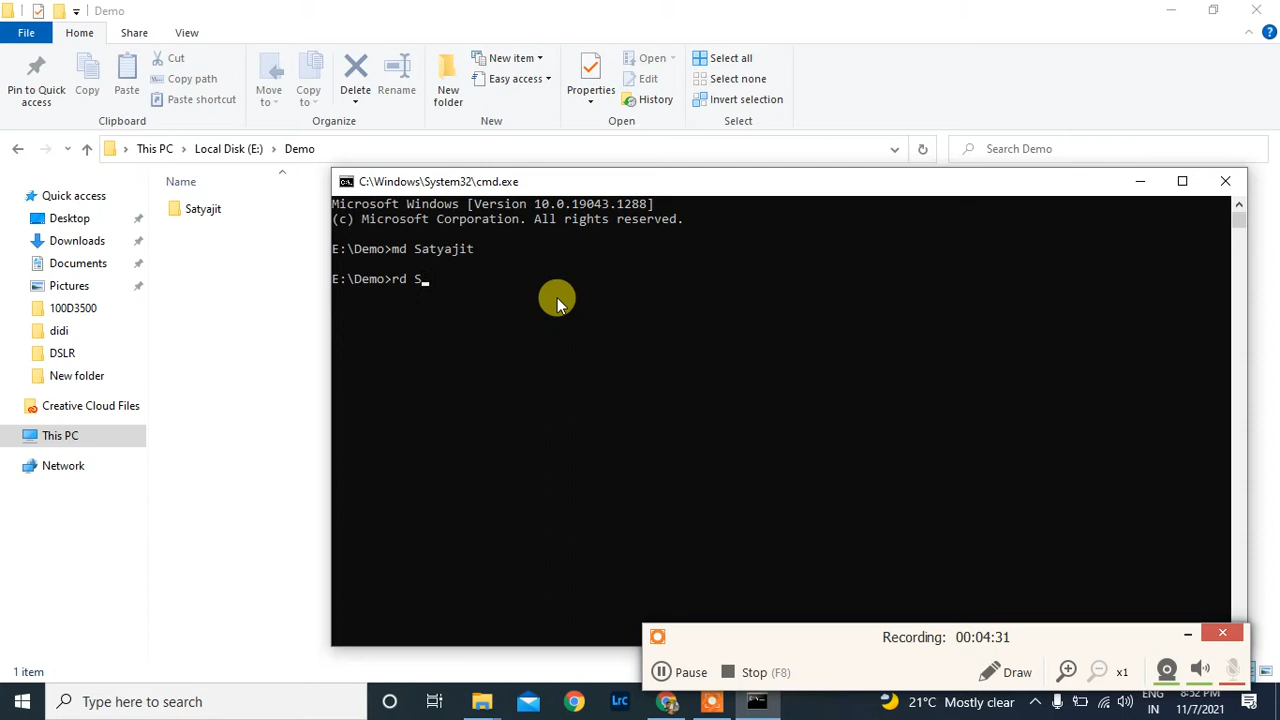 Demo
File
Home
Share
View
Pin to Quick access
Copy
Paste
Cut
Copy path
Paste shortcut
Clipboard
Move to
Copy to
Delete
Rename
Organize
New folder
New item
Easy access
New
Properties
Open
Edit
History
Open
Select all
Select none
Invert selection
Select
This PC
Local Disk (E:)
Demo
Search Demo
Quick access
Desktop
Downloads
Documents
Pictures
100D3500
didi
DSLR
New folder
Creative Cloud Files
This PC
Network
Name
Satyajit
C:\Windows\System32\cmd.exe
Microsoft Windows [Version 10.0.19043.1288]
(c) Microsoft Corporation. All rights reserved.
E:\Demo>md Satyajit
E:\Demo>rd S_
Recording: 00:04:31
Pause
Stop (F8)
Draw
x1
1 item
Type here to search
LC
21°C Mostly clear
ENG
IN
8:52 PM
11/7/2021